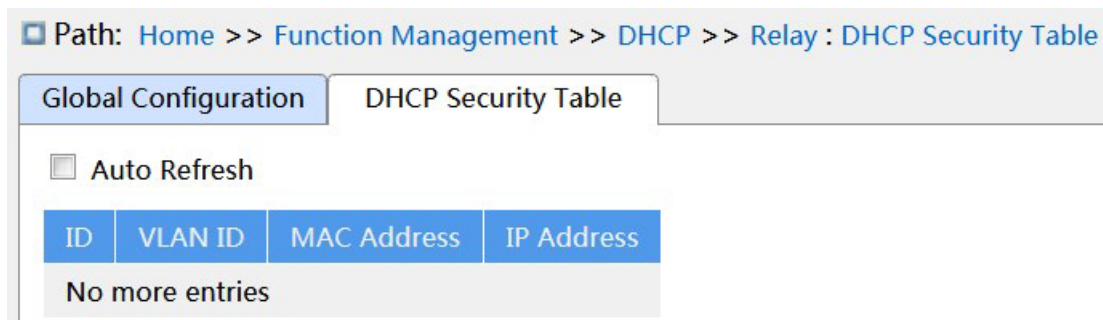 Path: Home >> Function Management >> DHCP >> Relay : DHCP Security Table
Global Configuration DHCP Security Table
Auto Refresh
ID VLAN ID MAC Address IP Address
No more entries